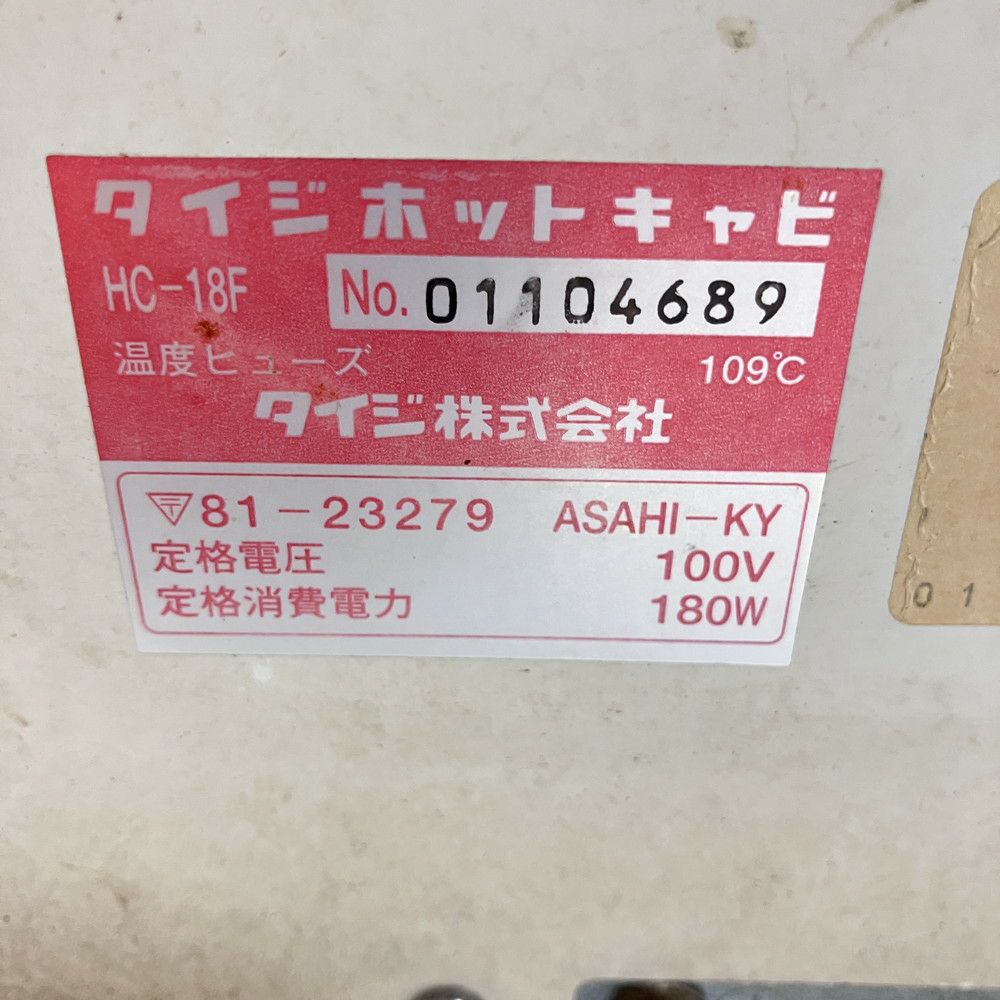 タイジホットキャビ
HC-18F No. 01104689
温度ヒューズ 109℃
タイジ株式会社
〒81-23279 ASAHI-KY
定格電圧 100V
定格消費電力 180W
01